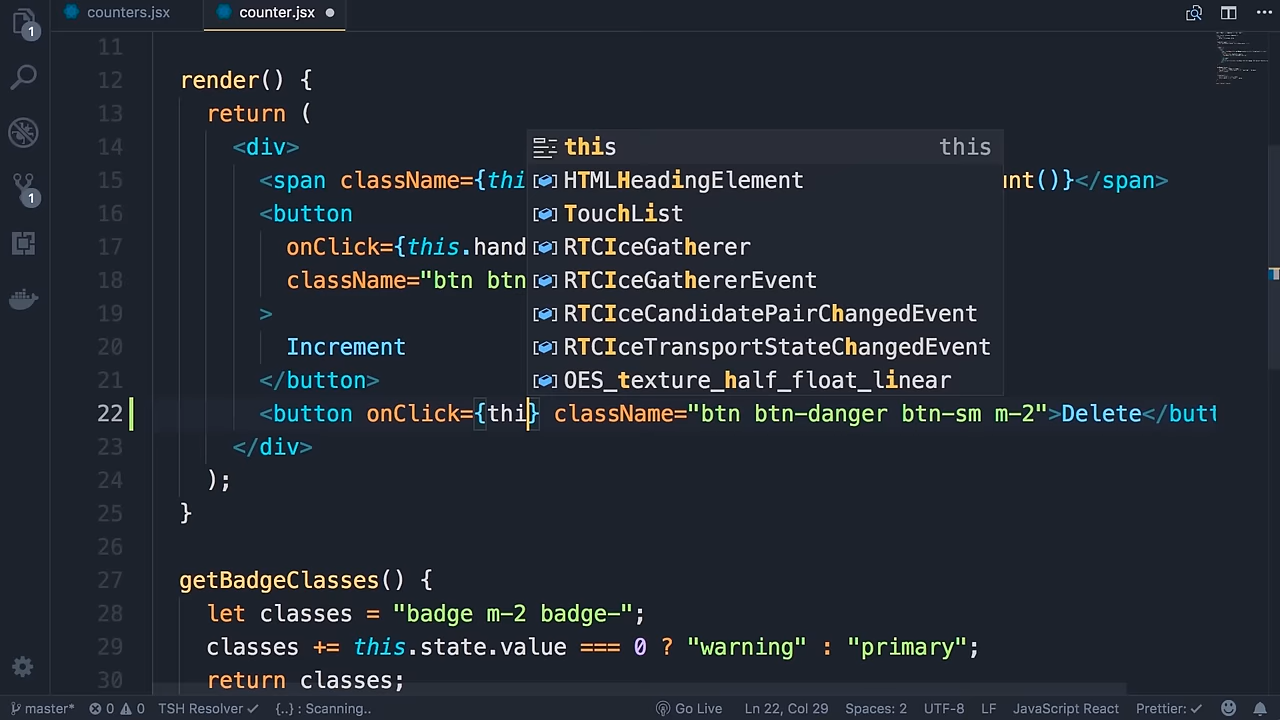 counters.jsx
counter.jsx
1
1
11
12 render() {
13 return (
14 <div>
15 <span className={thi unt()}</span>
16 <button
17 onClick={this.hand
18 className="btn btn
19 >
20 Increment
21 </button>
22 <button onClick={thi} className="btn btn-danger btn-sm m-2">Delete</butt
23 </div>
24 );
25 }
26
27 getBadgeClasses() {
28 let classes = "badge m-2 badge-";
29 classes += this.state.value === 0 ? "warning" : "primary";
30 return classes;
this this
HTMLHeadingElement
TouchList
RTCIceGatherer
RTCIceGathererEvent
RTCIceCandidatePairChangedEvent
RTCIceTransportStateChangedEvent
OES_texture_half_float_linear
master* 0 0 TSH Resolver {..} : Scanning.. Go Live Ln 22, Col 29 Spaces: 2 UTF-8 LF JavaScript React Prettier: